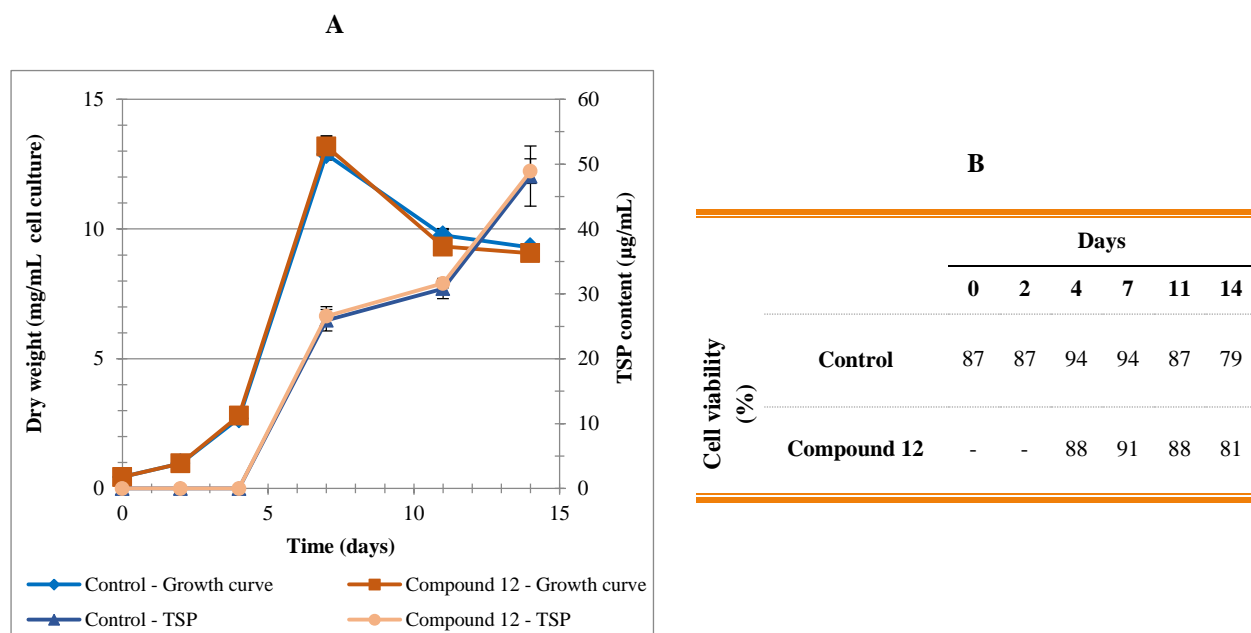 A
15
10
5
0
60
50
40
30
20
10
0
0
5
10
15
Dry weight (mg/mL cell culture)
TSP content (µg/mL)
Time (days)
Control - Growth curve
Compound 12 - Growth curve
Control - TSP
Compound 12 - TSP
B
Days
0 2 4 7 11 14
Cell viability
(%)
Control 87 87 94 94 87 79
Compound 12 - - 88 91 88 81